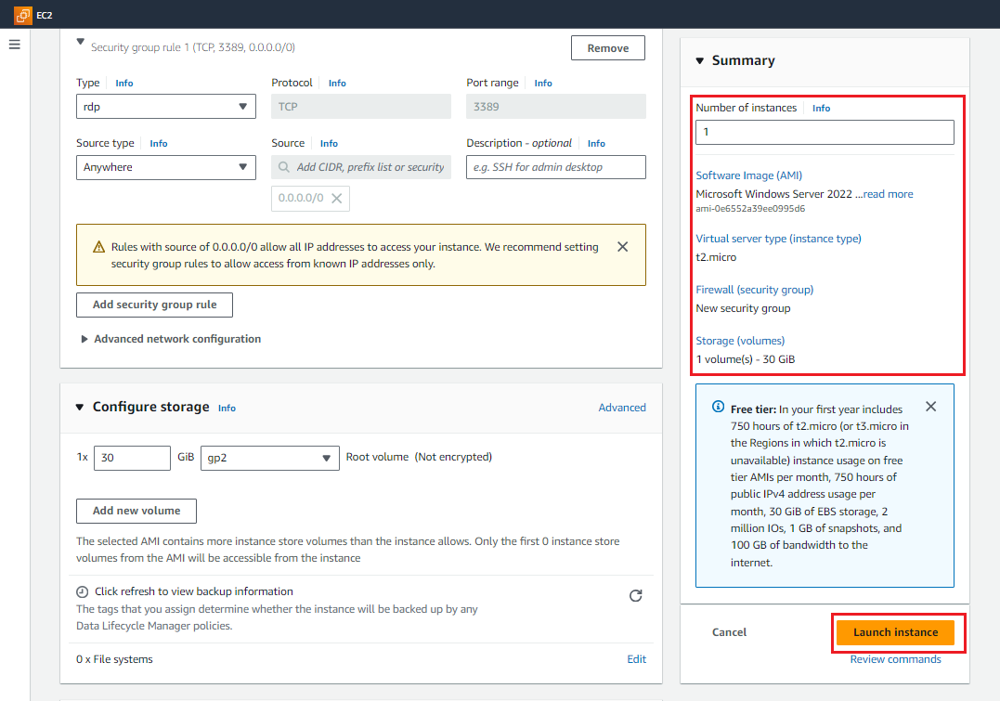 EC2
Security group rule 1 (TCP, 3389, 0.0.0.0/0)
Remove
Type Info
Protocol Info
Port range Info
rdp
TCP
3389
Source type Info
Source Info
Description - optional Info
Anywhere
Add CIDR, prefix list or security
e.g. SSH for admin desktop
0.0.0.0/0
Rules with source of 0.0.0.0/0 allow all IP addresses to access your instance. We recommend setting
security group rules to allow access from known IP addresses only.
Add security group rule
Advanced network configuration
Configure storage Info
Advanced
1x 30 GiB gp2 Root volume (Not encrypted)
Add new volume
The selected AMI contains more instance store volumes than the instance allows. Only the first 0 instance store
volumes from the AMI will be accessible from the instance
Click refresh to view backup information
The tags that you assign determine whether the instance will be backed up by any
Data Lifecycle Manager policies.
0 x File systems
Edit
Summary
Number of instances Info
1
Software Image (AMI)
Microsoft Windows Server 2022 ...read more
ami-0e6552a39ee0995d6
Virtual server type (instance type)
t2.micro
Firewall (security group)
New security group
Storage (volumes)
1 volume(s) - 30 GiB
Free tier: In your first year includes
750 hours of t2.micro (or t3.micro in
the Regions in which t2.micro is
unavailable) instance usage on free
tier AMIs per month, 750 hours of
public IPv4 address usage per
month, 30 GiB of EBS storage, 2
million IOs, 1 GB of snapshots, and
100 GB of bandwidth to the
internet.
Cancel
Launch instance
Review commands